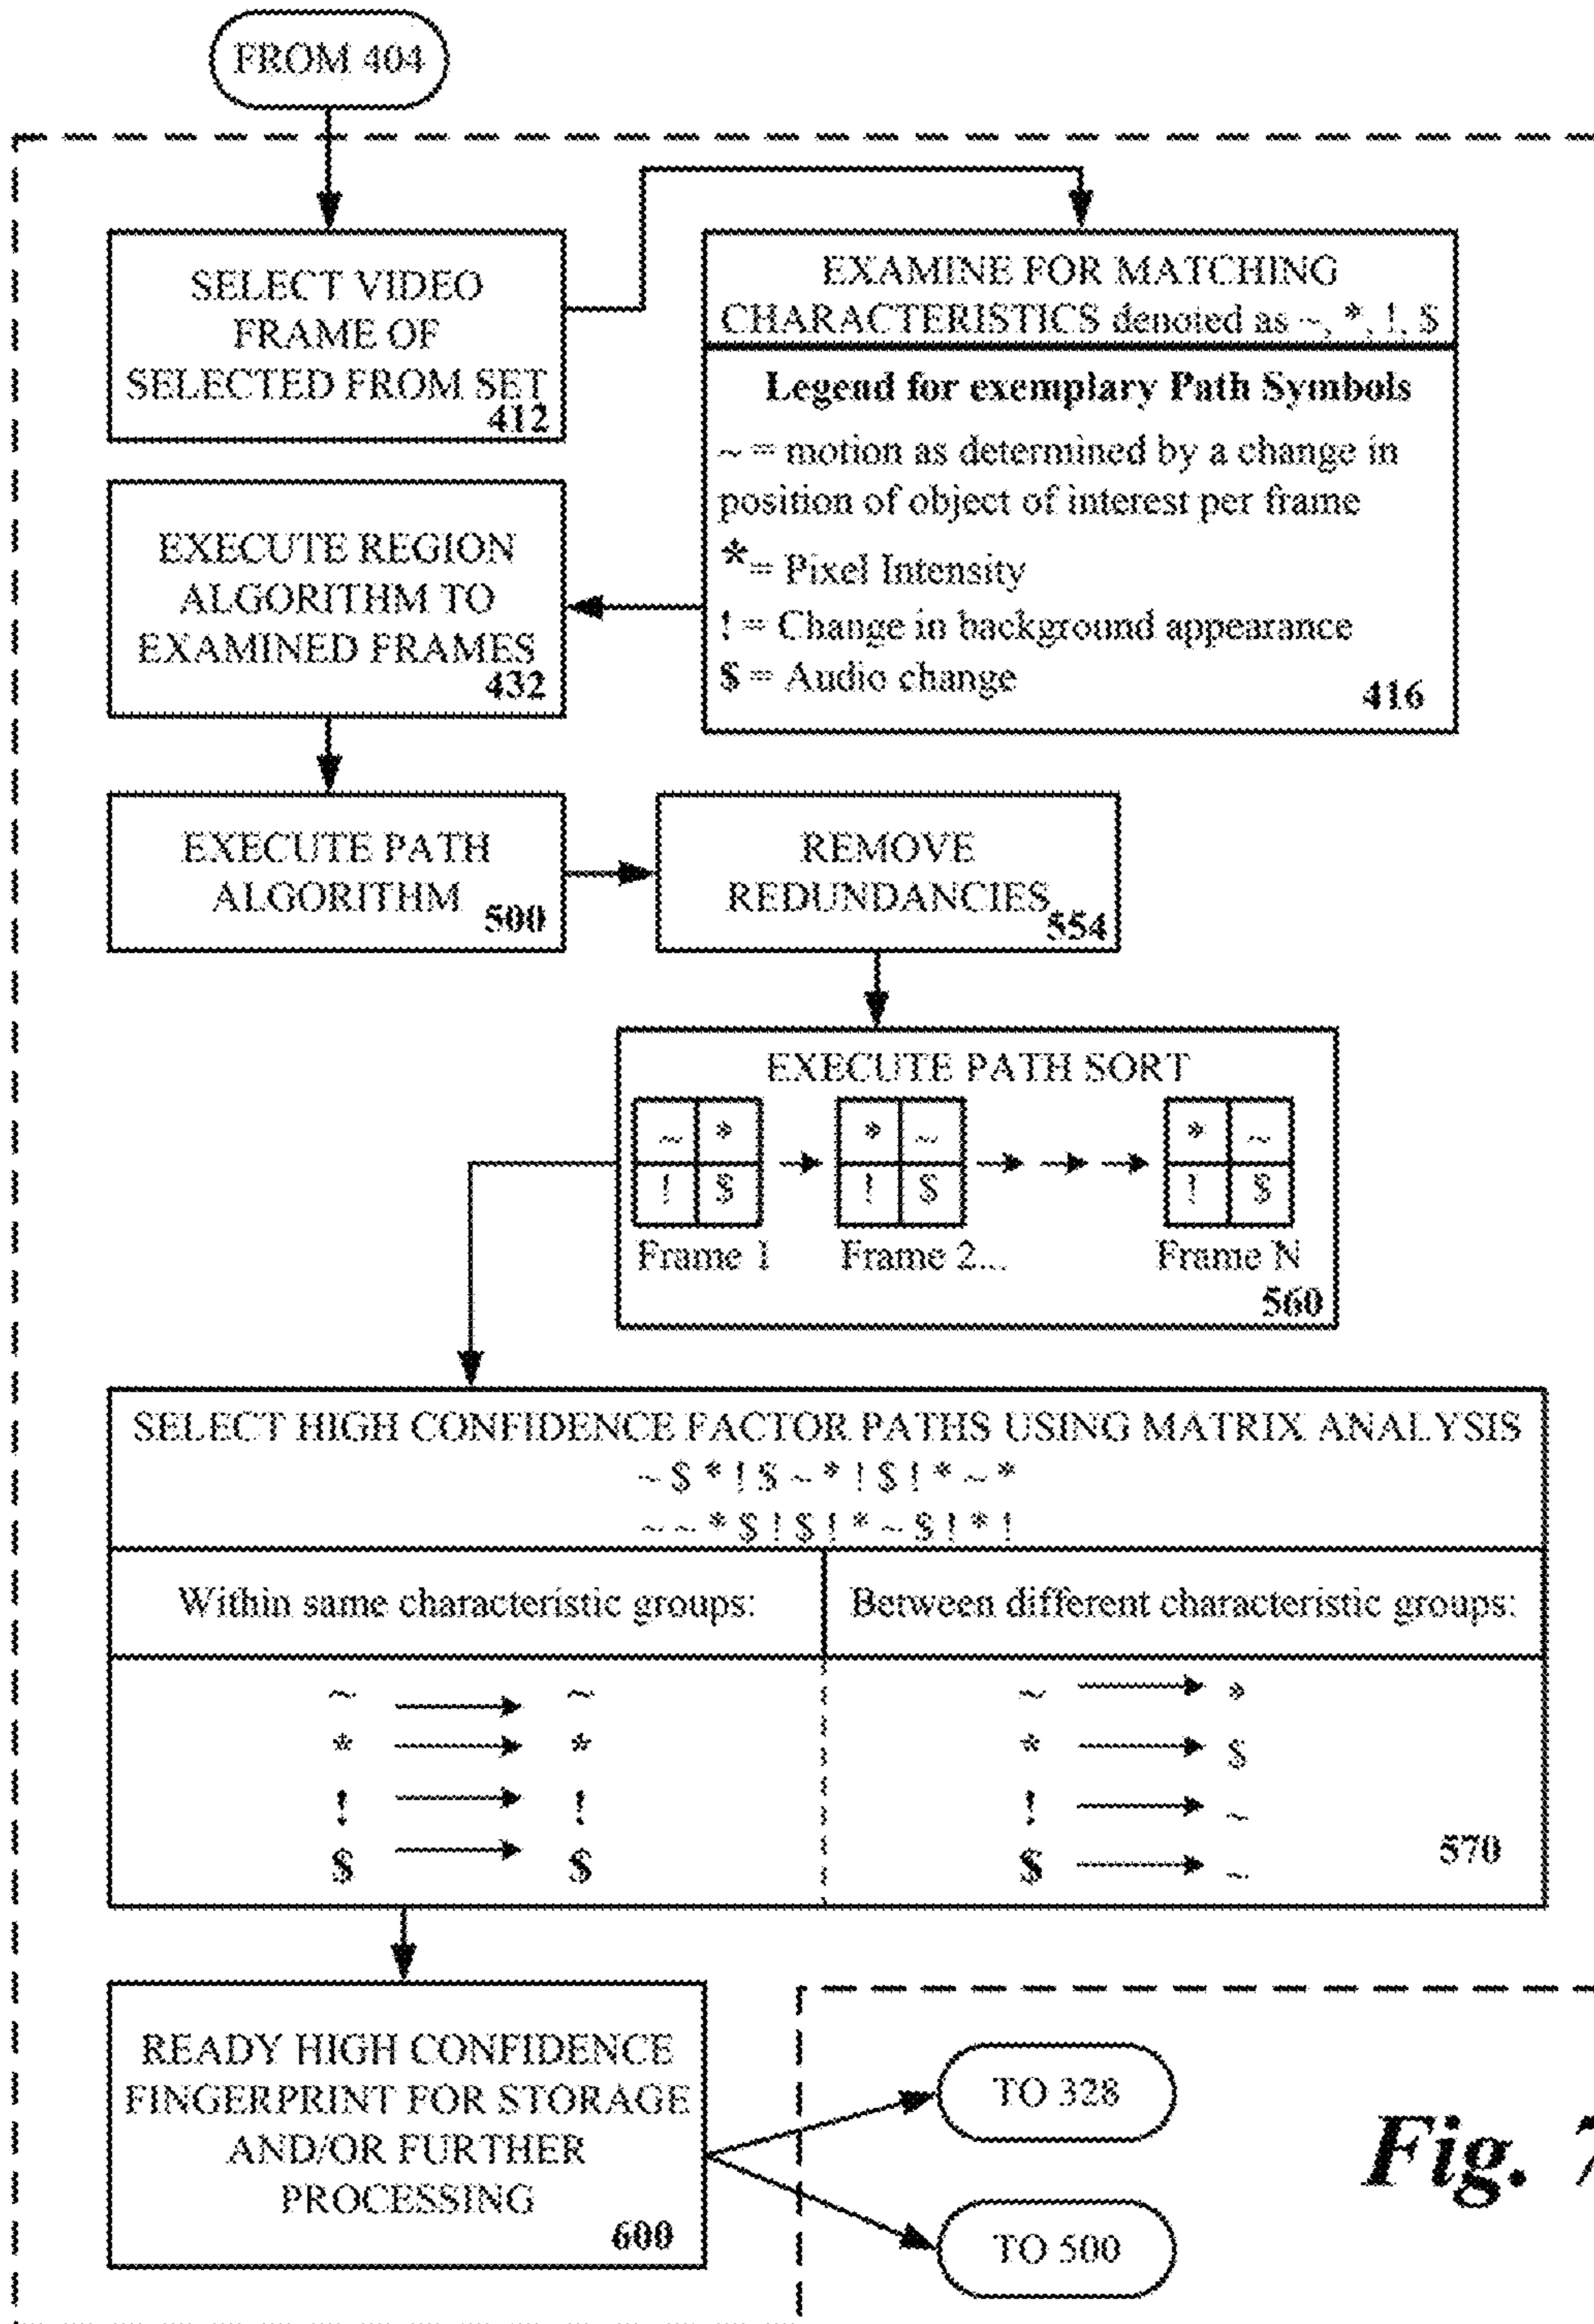 FROM 404
SELECT VIDEO
FRAME OF
SELECTED FROM SET
412
EXAMINE FOR MATCHING
CHARACTERISTICS denoted as ~, *, !, $
Legend for exemplary Path Symbols
~ = motion as determined by a change in
position of object of interest per frame
*= Pixel Intensity
! = Change in background appearance
$ = Audio change
416
EXECUTE REGION
ALGORITHM TO
EXAMINED FRAMES
432
EXECUTE PATH
ALGORITHM
500
REMOVE
REDUNDANCIES
554
EXECUTE PATH SORT
~ * * ~ * ~
! $ ! $ ! $
Frame 1 Frame 2... Frame N
560
SELECT HIGH CONFIDENCE FACTOR PATHS USING MATRIX ANALYSIS
~ $ * ! $ ~ * ! $ ! * ~ *
~ ~ * $ ! $ ! * ~ $ ! * !
Within same characteristic groups:
Between different characteristic groups:
~ ~
* *
! !
$ $
~ *
* $
! ~
$ ~
570
READY HIGH CONFIDENCE
FINGERPRINT FOR STORAGE
AND/OR FURTHER
PROCESSING
600
TO 328
TO 500
Fig. 7